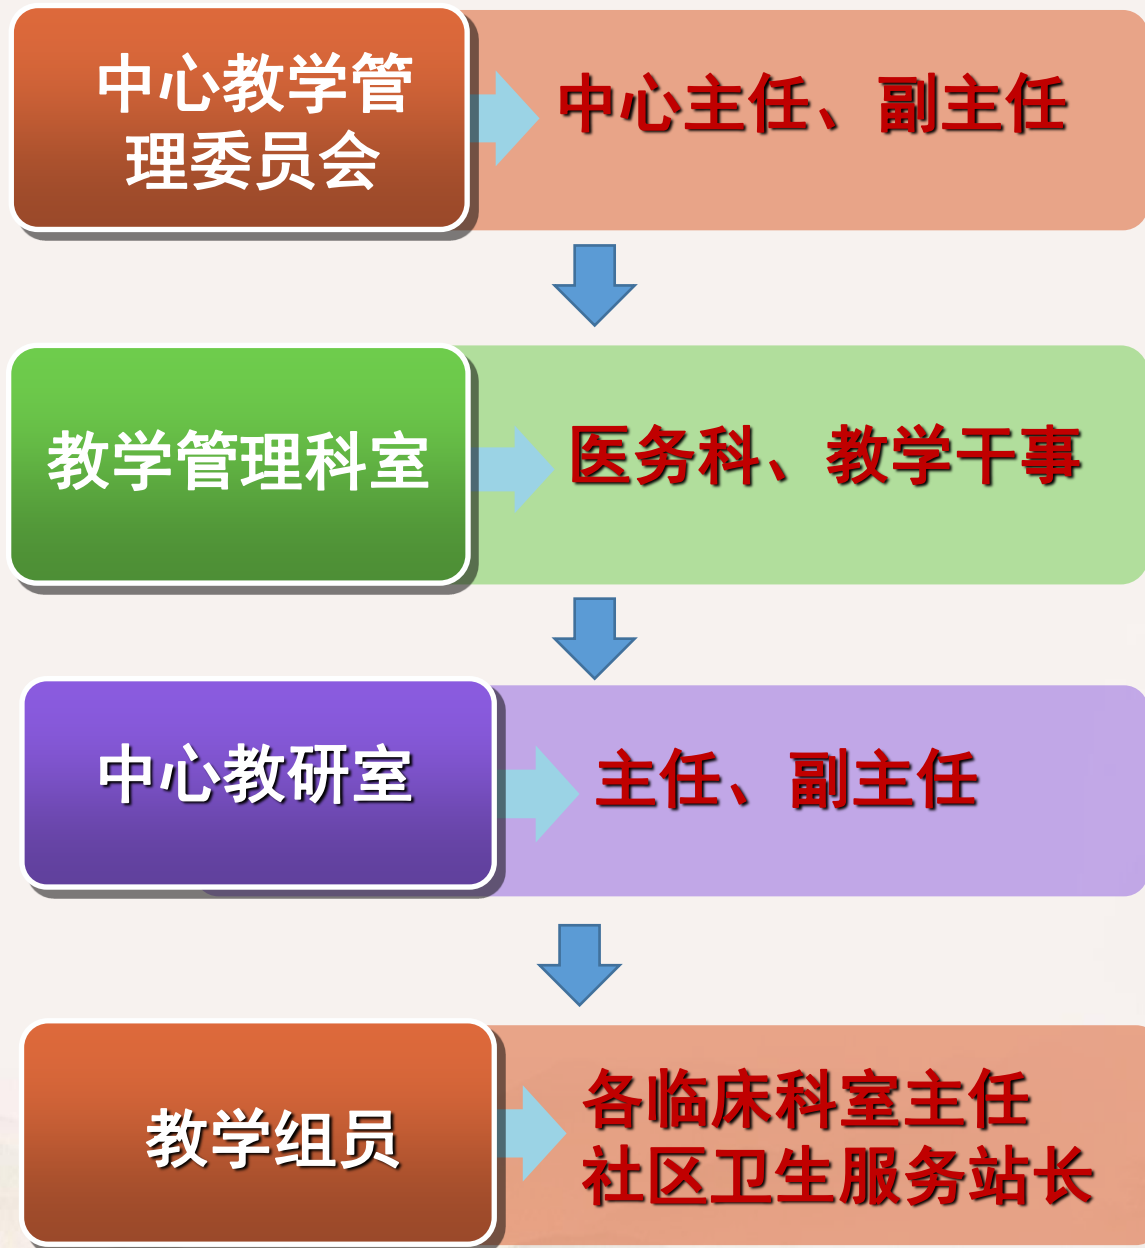 中心教学管
理委员会
中心主任、副主任
教学管理科室
医务科、教学干事
中心教研室
主任、副主任
教学组员
各临床科室主任
社区卫生服务站长